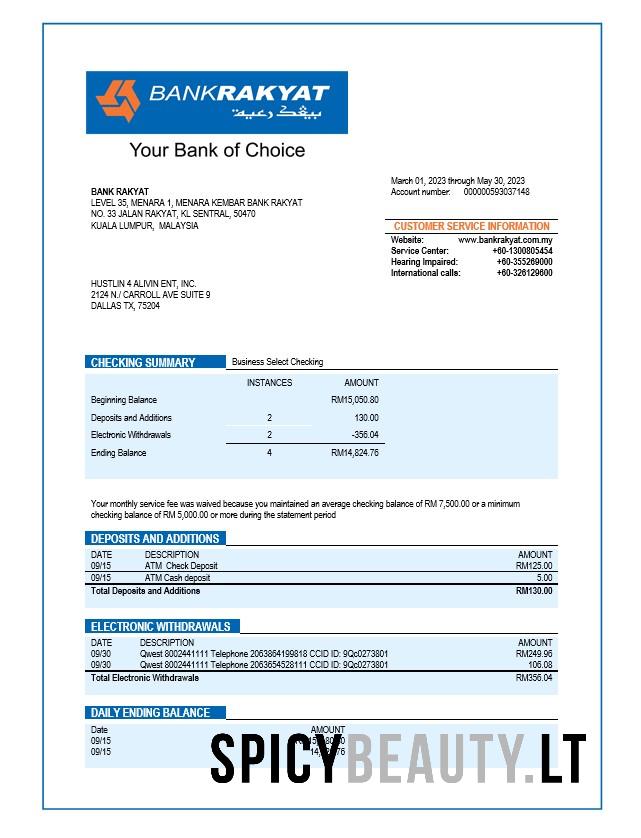 BANKRAKYAT
بيڠک رعية
Your Bank of Choice
March 01, 2023 through May 30, 2023
Account number: 000000593037148
BANK RAKYAT
LEVEL 35, MENARA 1, MENARA KEMBAR BANK RAKYAT
NO. 33 JALAN RAKYAT, KL SENTRAL, 50470
KUALA LUMPUR, MALAYSIA
CUSTOMER SERVICE INFORMATION
Website: www.bankrakyat.com.my
Service Center: +60-1300805454
Hearing Impaired: +60-355269000
International calls: +60-326129600
HUSTLIN 4 ALIVIN ENT, INC.
2124 N./ CARROLL AVE SUITE 9
DALLAS TX, 75204
CHECKING SUMMARY Business Select Checking
INSTANCES AMOUNT
Beginning Balance RM15,050.80
Deposits and Additions 2 130.00
Electronic Withdrawals 2 -356.04
Ending Balance 4 RM14,824.76
Your monthly service fee was waived because you maintained an average checking balance of RM 7,500.00 or a minimum
checking balance of RM 5,000.00 or more during the statement period
DEPOSITS AND ADDITIONS
DATE DESCRIPTION AMOUNT
09/15 ATM Check Deposit RM125.00
09/15 ATM Cash deposit 5.00
Total Deposits and Additions RM130.00
ELECTRONIC WITHDRAWALS
DATE DESCRIPTION AMOUNT
09/30 Qwest 8002441111 Telephone 2063864199818 CCID ID: 9Qc0273801 RM249.96
09/30 Qwest 8002441111 Telephone 2063654528111 CCID ID: 9Qc0273801 106.08
Total Electronic Withdrawals RM356.04
DAILY ENDING BALANCE
Date AMOUNT
09/15
09/15
SPICYBEAUTY.LT